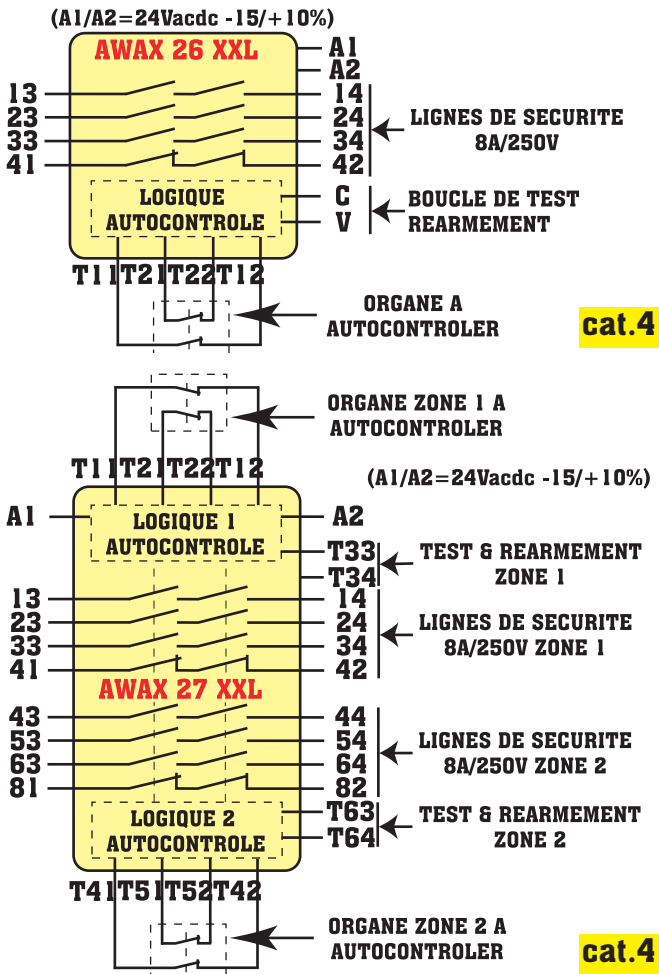 (A1/A2=24Vacdc -15/+10%)
AWAX 26 XXL
A1
A2
13 14
23 24
33 34
41 42
LIGNES DE SECURITE
8A/250V
LOGIQUE
AUTOCONTROLE
C
V
BOUCLE DE TEST
REARMEMENT
T11 T21 T22 T12
ORGANE A
AUTOCONTROLER
cat.4
ORGANE ZONE 1 A
AUTOCONTROLER
T11 T21 T22 T12
(A1/A2=24Vacdc -15/+10%)
A1 A2
LOGIQUE 1
AUTOCONTROLE
T33
T34
TEST & REARMEMENT
ZONE 1
13 14
23 24
33 34
41 42
LIGNES DE SECURITE
8A/250V ZONE 1
AWAX 27 XXL
43 44
53 54
63 64
81 82
LIGNES DE SECURITE
8A/250V ZONE 2
LOGIQUE 2
AUTOCONTROLE
T63
T64
TEST & REARMEMENT
ZONE 2
T41 T51 T52 T42
ORGANE ZONE 2 A
AUTOCONTROLER
cat.4